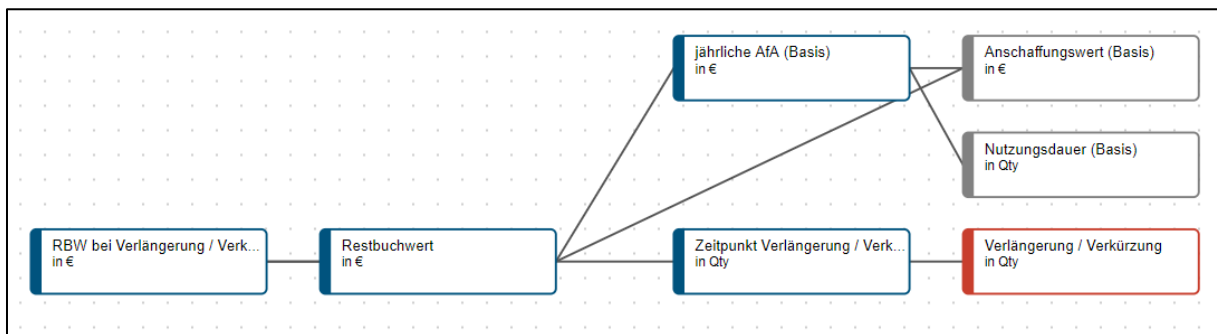 jährliche AfA (Basis)
in €
Anschaffungswert (Basis)
in €
Nutzungsdauer (Basis)
in Qty
RBW bei Verlängerung / Verk...
in €
Restbuchwert
in €
Zeitpunkt Verlängerung / Verk...
in Qty
Verlängerung / Verkürzung
in Qty